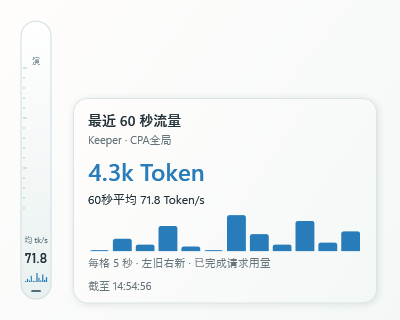 演
均 tk/s
71.8
最近 60 秒流量
Keeper · CPA全局
4.3k Token
60秒平均 71.8 Token/s
每格 5 秒 · 左旧右新 · 已完成请求用量
截至 14:54:56